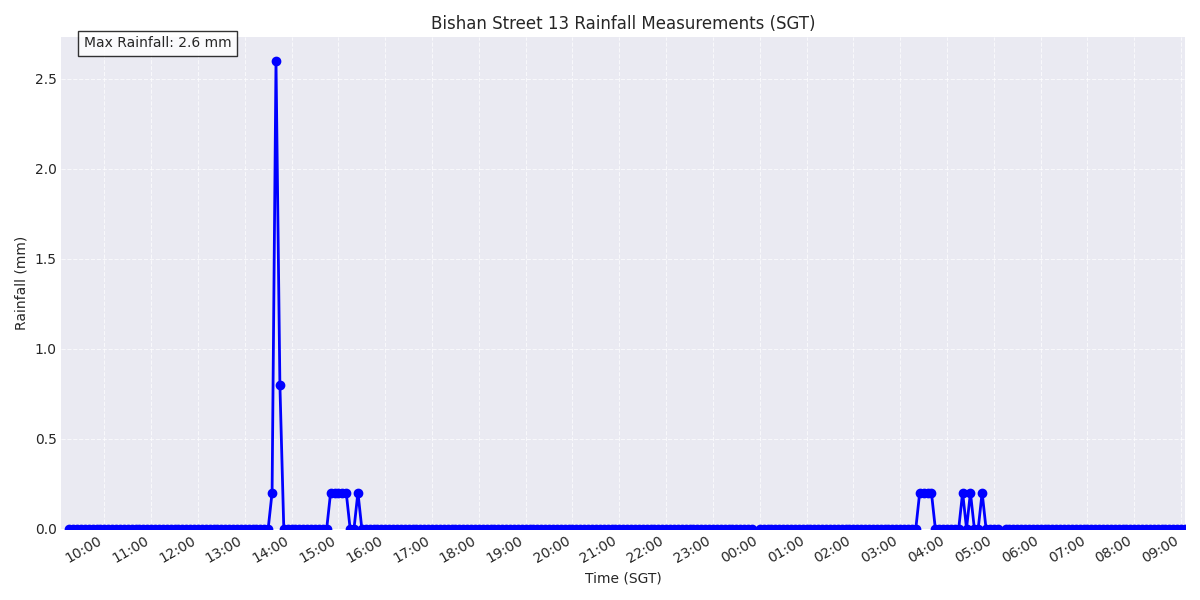 Bishan Street 13 Rainfall Measurements (SGT)
Max Rainfall: 2.6 mm
Rainfall (mm)
2.5
2.0
1.5
1.0
0.5
0.0
10:00 11:00 12:00 13:00 14:00 15:00 16:00 17:00 18:00 19:00 20:00 21:00 22:00 23:00 00:00 01:00 02:00 03:00 04:00 05:00 06:00 07:00 08:00 09:00
Time (SGT)